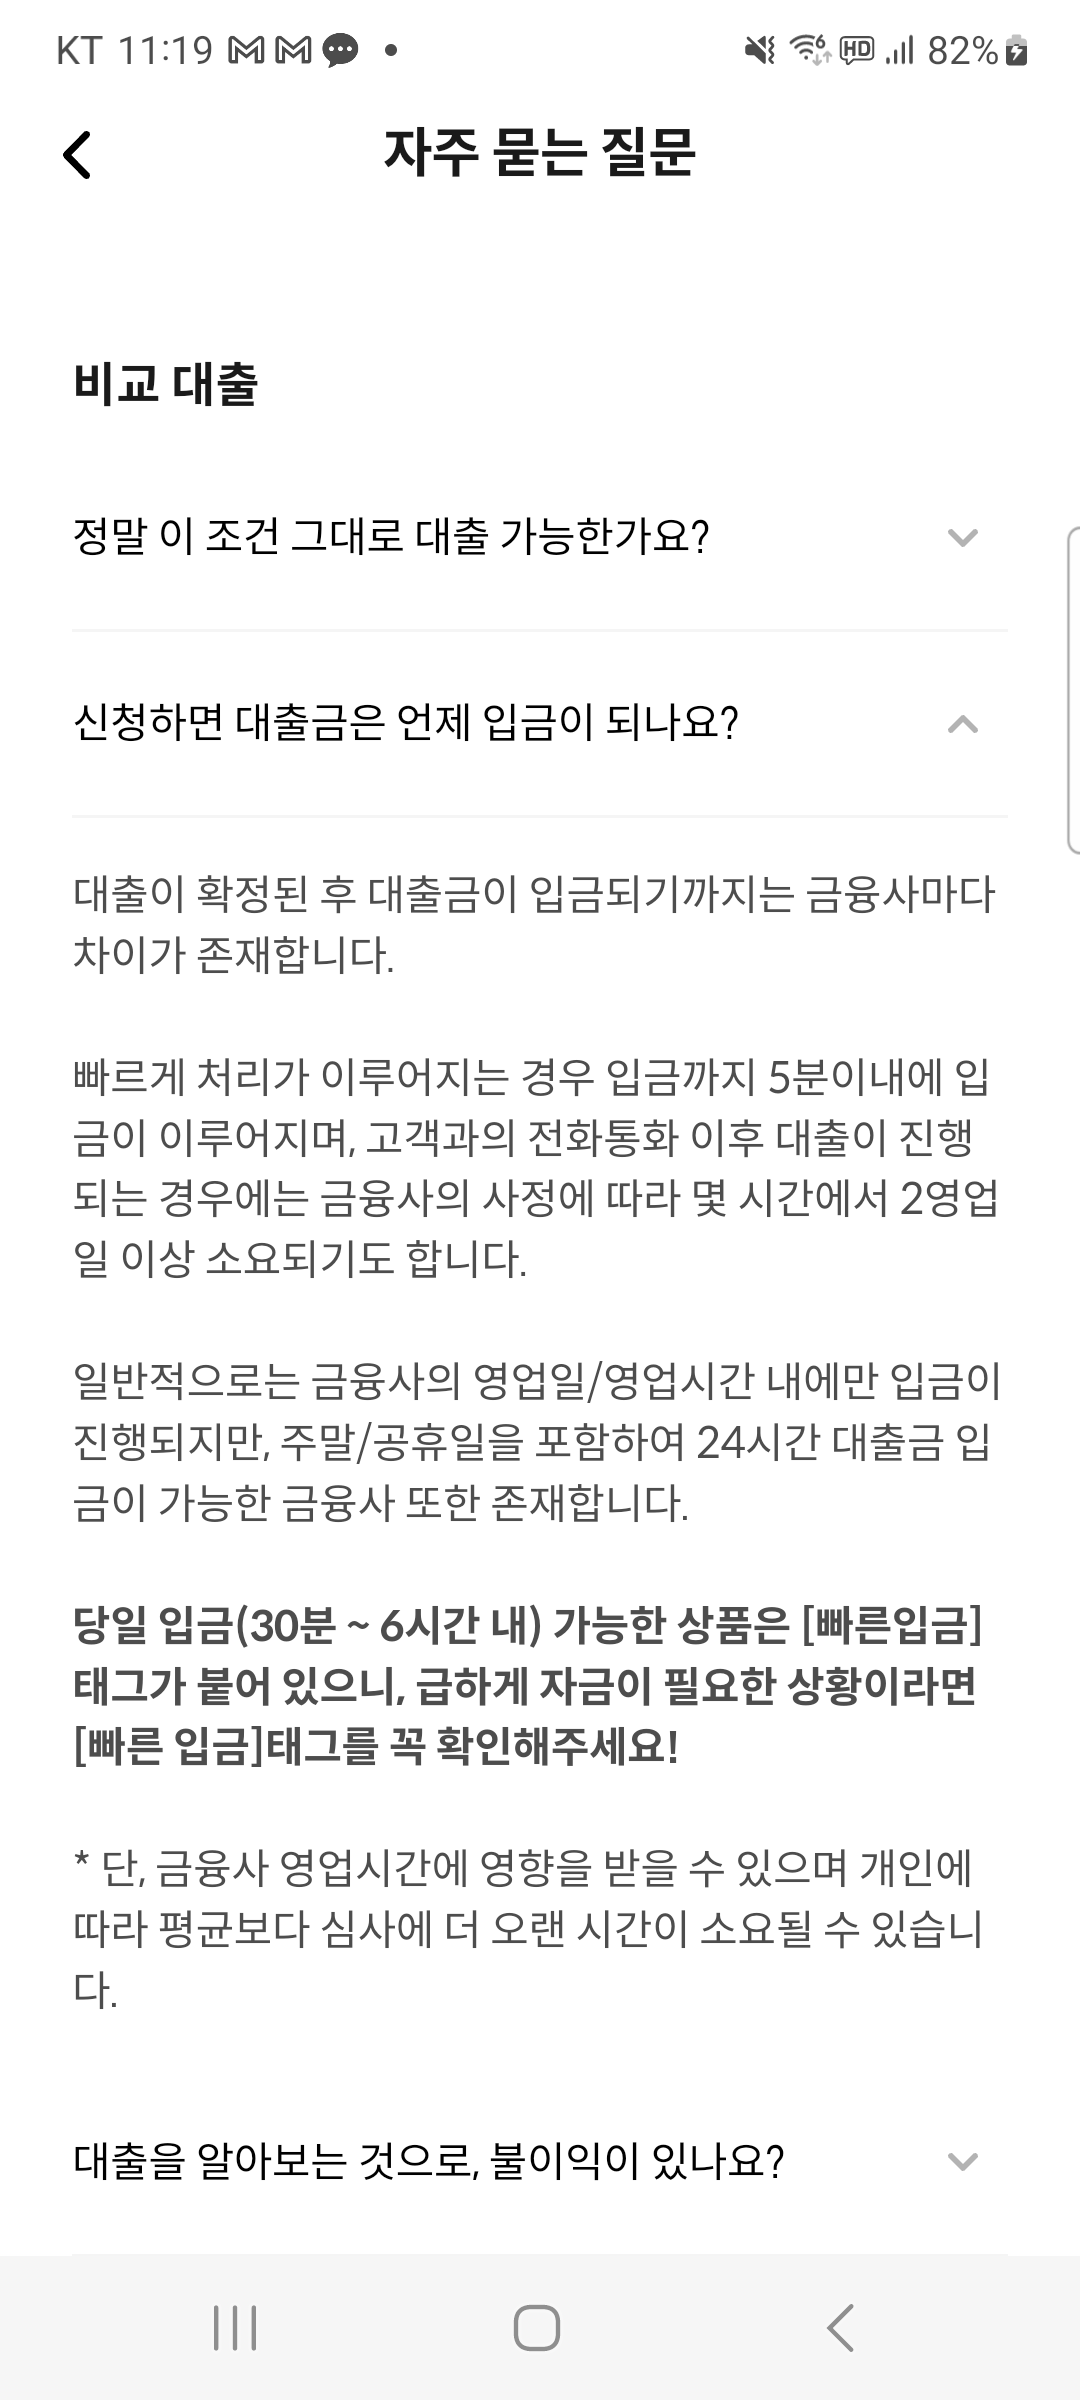 KT 11:19 82%
자주 묻는 질문
비교 대출
정말 이 조건 그대로 대출 가능한가요?
신청하면 대출금은 언제 입금이 되나요?
대출이 확정된 후 대출금이 입금되기까지는 금융사마다
차이가 존재합니다.
빠르게 처리가 이루어지는 경우 입금까지 5분이내에 입
금이 이루어지며, 고객과의 전화통화 이후 대출이 진행
되는 경우에는 금융사의 사정에 따라 몇 시간에서 2영업
일 이상 소요되기도 합니다.
일반적으로는 금융사의 영업일/영업시간 내에만 입금이
진행되지만, 주말/공휴일을 포함하여 24시간 대출금 입
금이 가능한 금융사 또한 존재합니다.
당일 입금(30분 ~ 6시간 내) 가능한 상품은 [빠른입금]
태그가 붙어 있으니, 급하게 자금이 필요한 상황이라면
[빠른 입금]태그를 꼭 확인해주세요!
* 단, 금융사 영업시간에 영향을 받을 수 있으며 개인에
따라 평균보다 심사에 더 오랜 시간이 소요될 수 있습니
다.
대출을 알아보는 것으로, 불이익이 있나요?